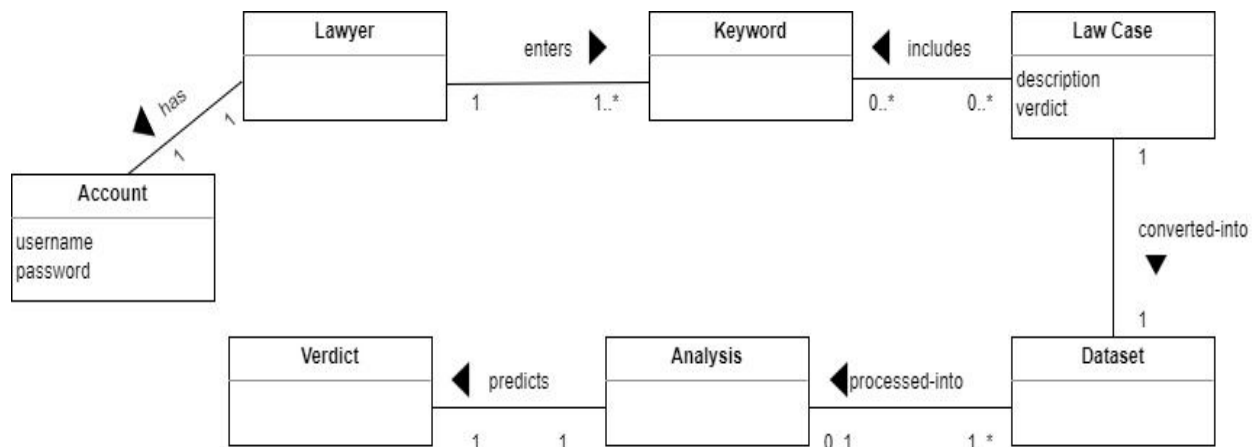 Lawyer
Keyword
Law Case
enters
includes
description
verdict
has
1
1
1
1..*
0..*
0..*
1
Account
username
password
converted-into
1
Verdict
Analysis
Dataset
predicts
processed-into
1
1
0..1
1..*